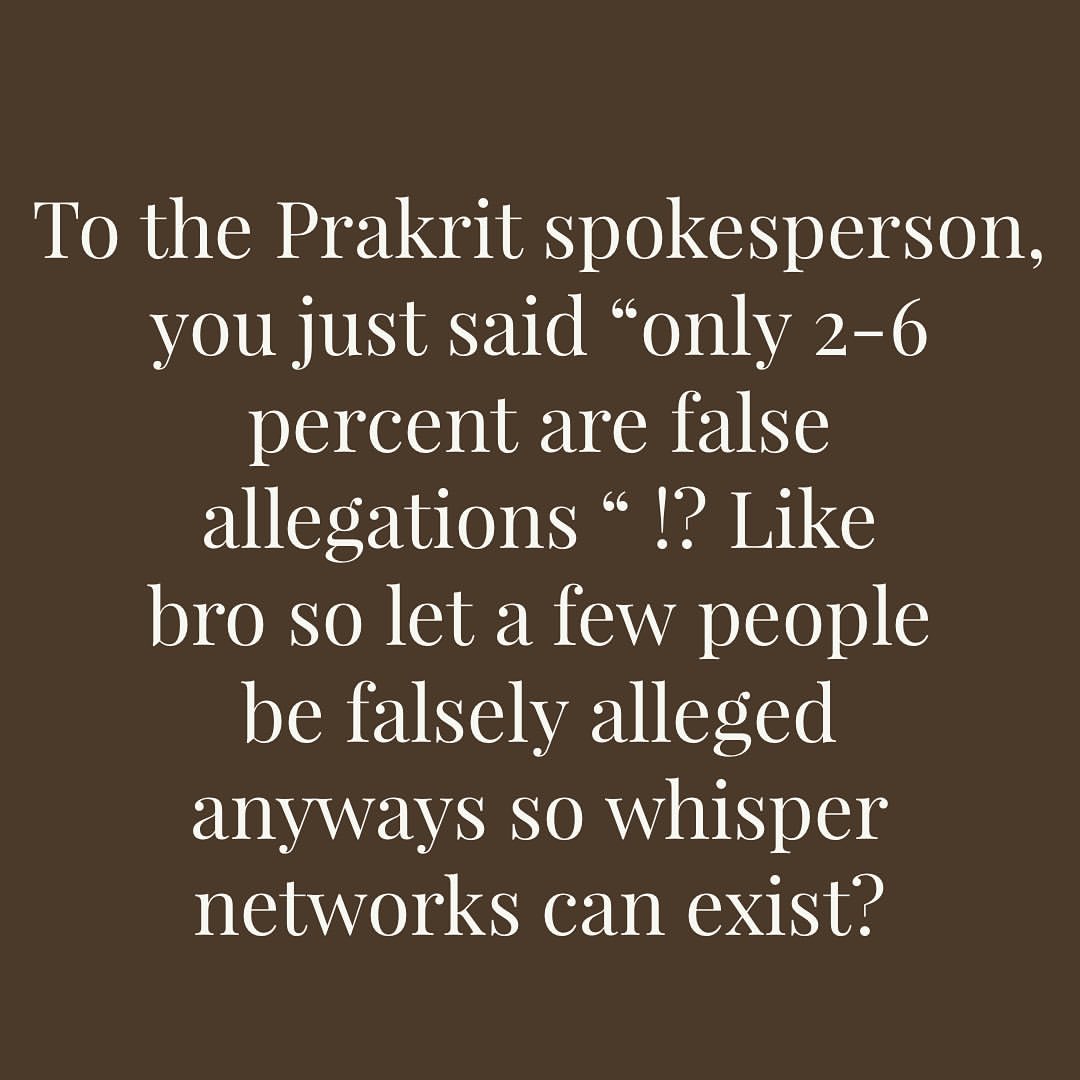 To the Prakrit spokesperson,
you just said “only 2-6
percent are false
allegations “ !? Like
bro so let a few people
be falsely alleged
anyways so whisper
networks can exist?